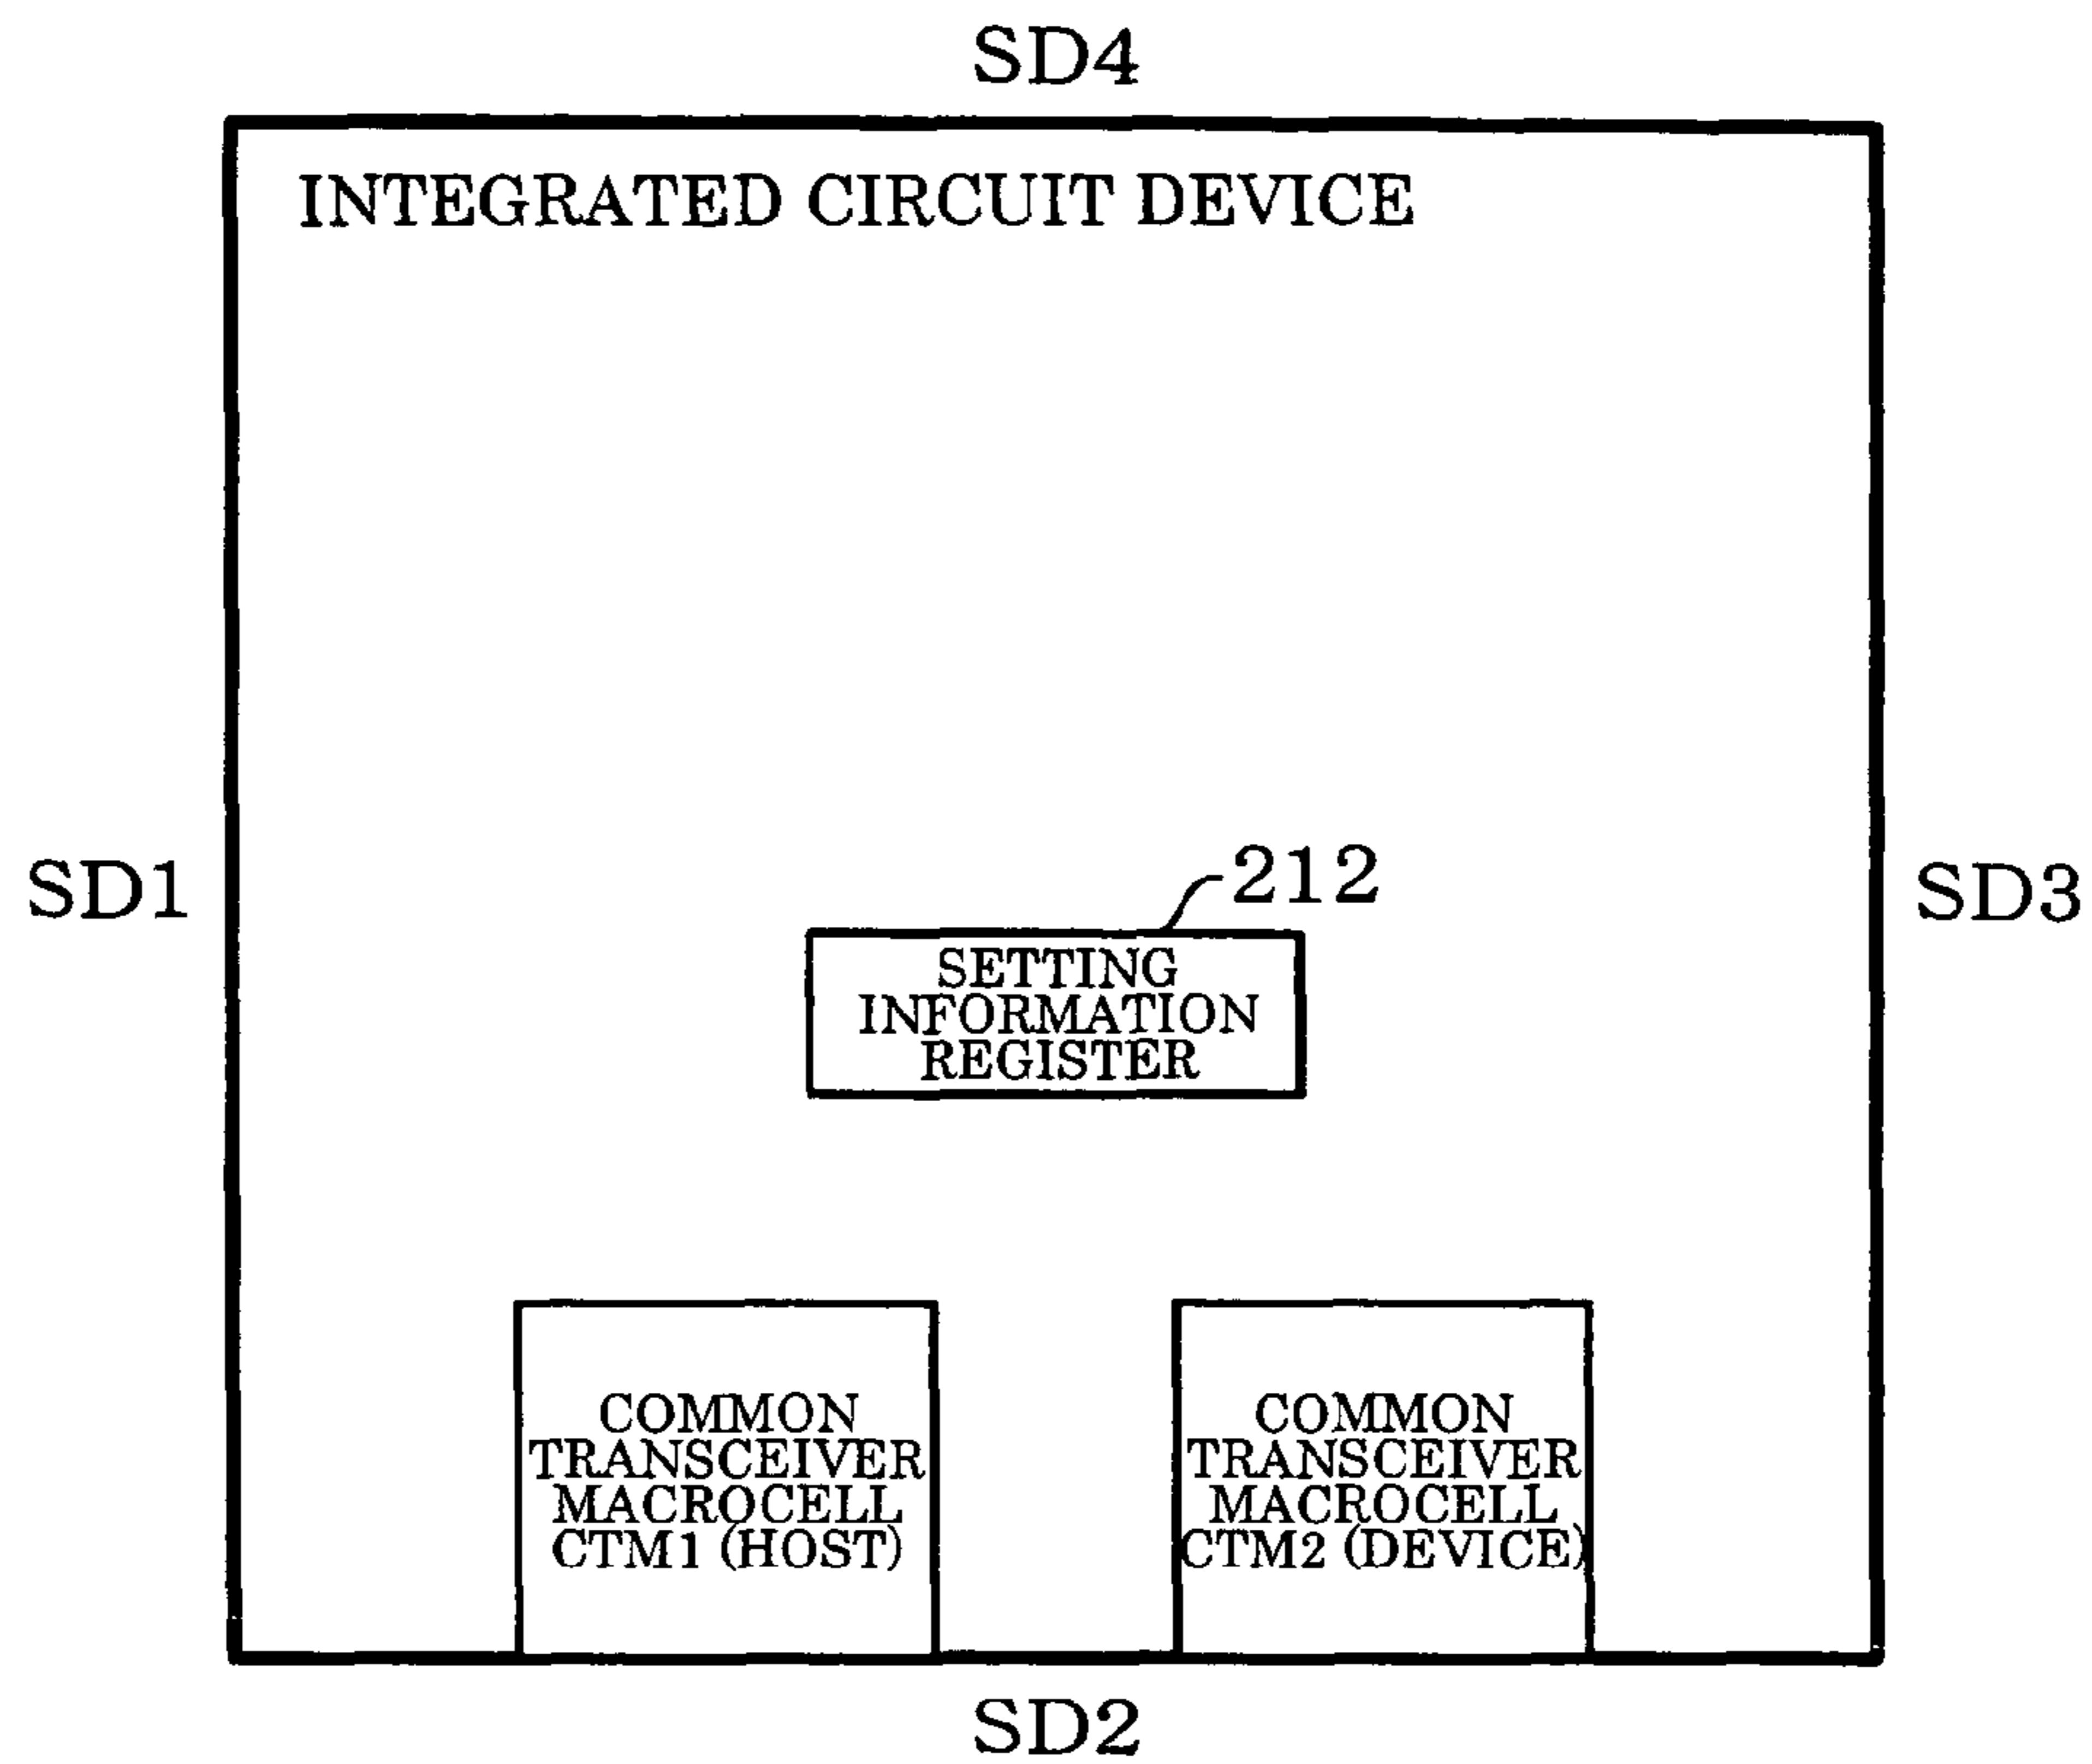 SD4
INTEGRATED CIRCUIT DEVICE
SD1
212
SD3
SETTING
INFORMATION
REGISTER
COMMON
TRANSCEIVER
MACROCELL
CTM1 (HOST)
COMMON
TRANSCEIVER
MACROCELL
CTM2 (DEVICE)
SD2